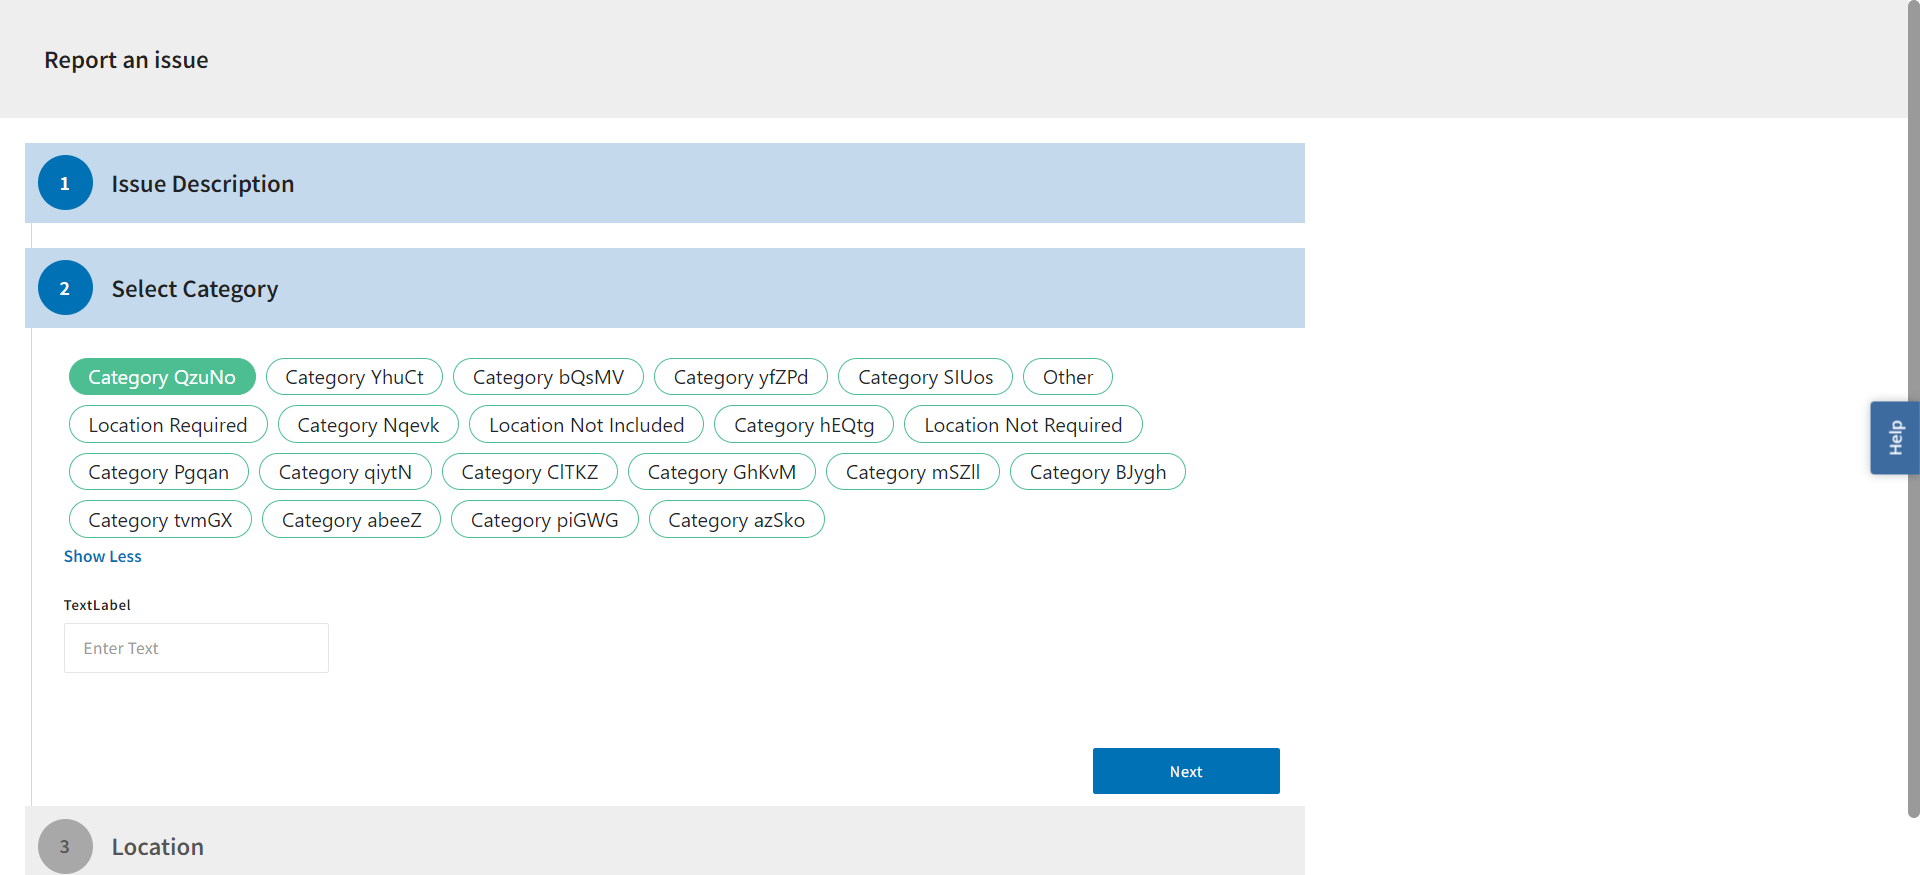 Report an issue
1 Issue Description
2 Select Category
Category QzuNo Category YhuCt Category bQsMV Category yfZPd Category SIUos Other
Location Required Category Nqevk Location Not Included Category hEQtg Location Not Required
Category Pgqan Category qiytN Category ClTKZ Category GhKvM Category mSZll Category BJygh
Category tvmGX Category abeeZ Category piGWG Category azSko
Show Less
TextLabel
Enter Text
Next
3 Location
Help